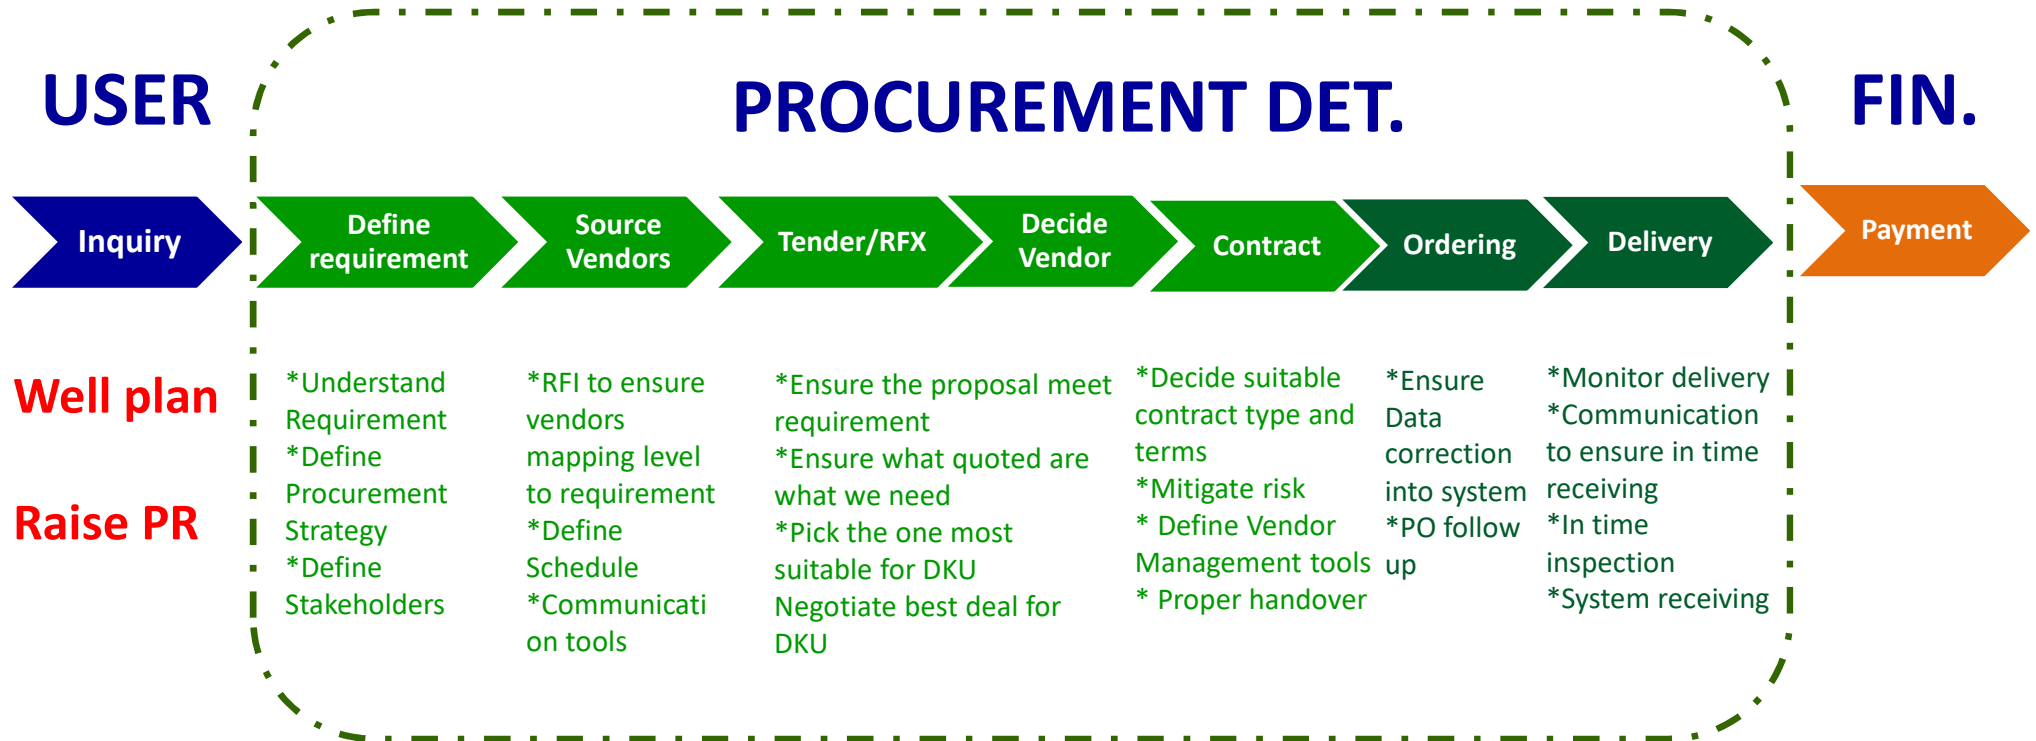 USER
PROCUREMENT DET.
FIN.
Inquiry
Define
requirement
Source
Vendors
Tender/RFX
Decide
Vendor
Contract
Ordering
Delivery
Payment
Well plan
Raise PR
*Understand
Requirement
*Define
Procurement
Strategy
*Define
Stakeholders
*RFI to ensure
vendors
mapping level
to requirement
*Define
Schedule
*Communicati
on tools
*Ensure the proposal meet
requirement
*Ensure what quoted are
what we need
*Pick the one most
suitable for DKU
Negotiate best deal for
DKU
*Decide suitable
contract type and
terms
*Mitigate risk
* Define Vendor
Management tools
* Proper handover
*Ensure
Data
correction
into system
*PO follow
up
*Monitor delivery
*Communication
to ensure in time
receiving
*In time
inspection
*System receiving